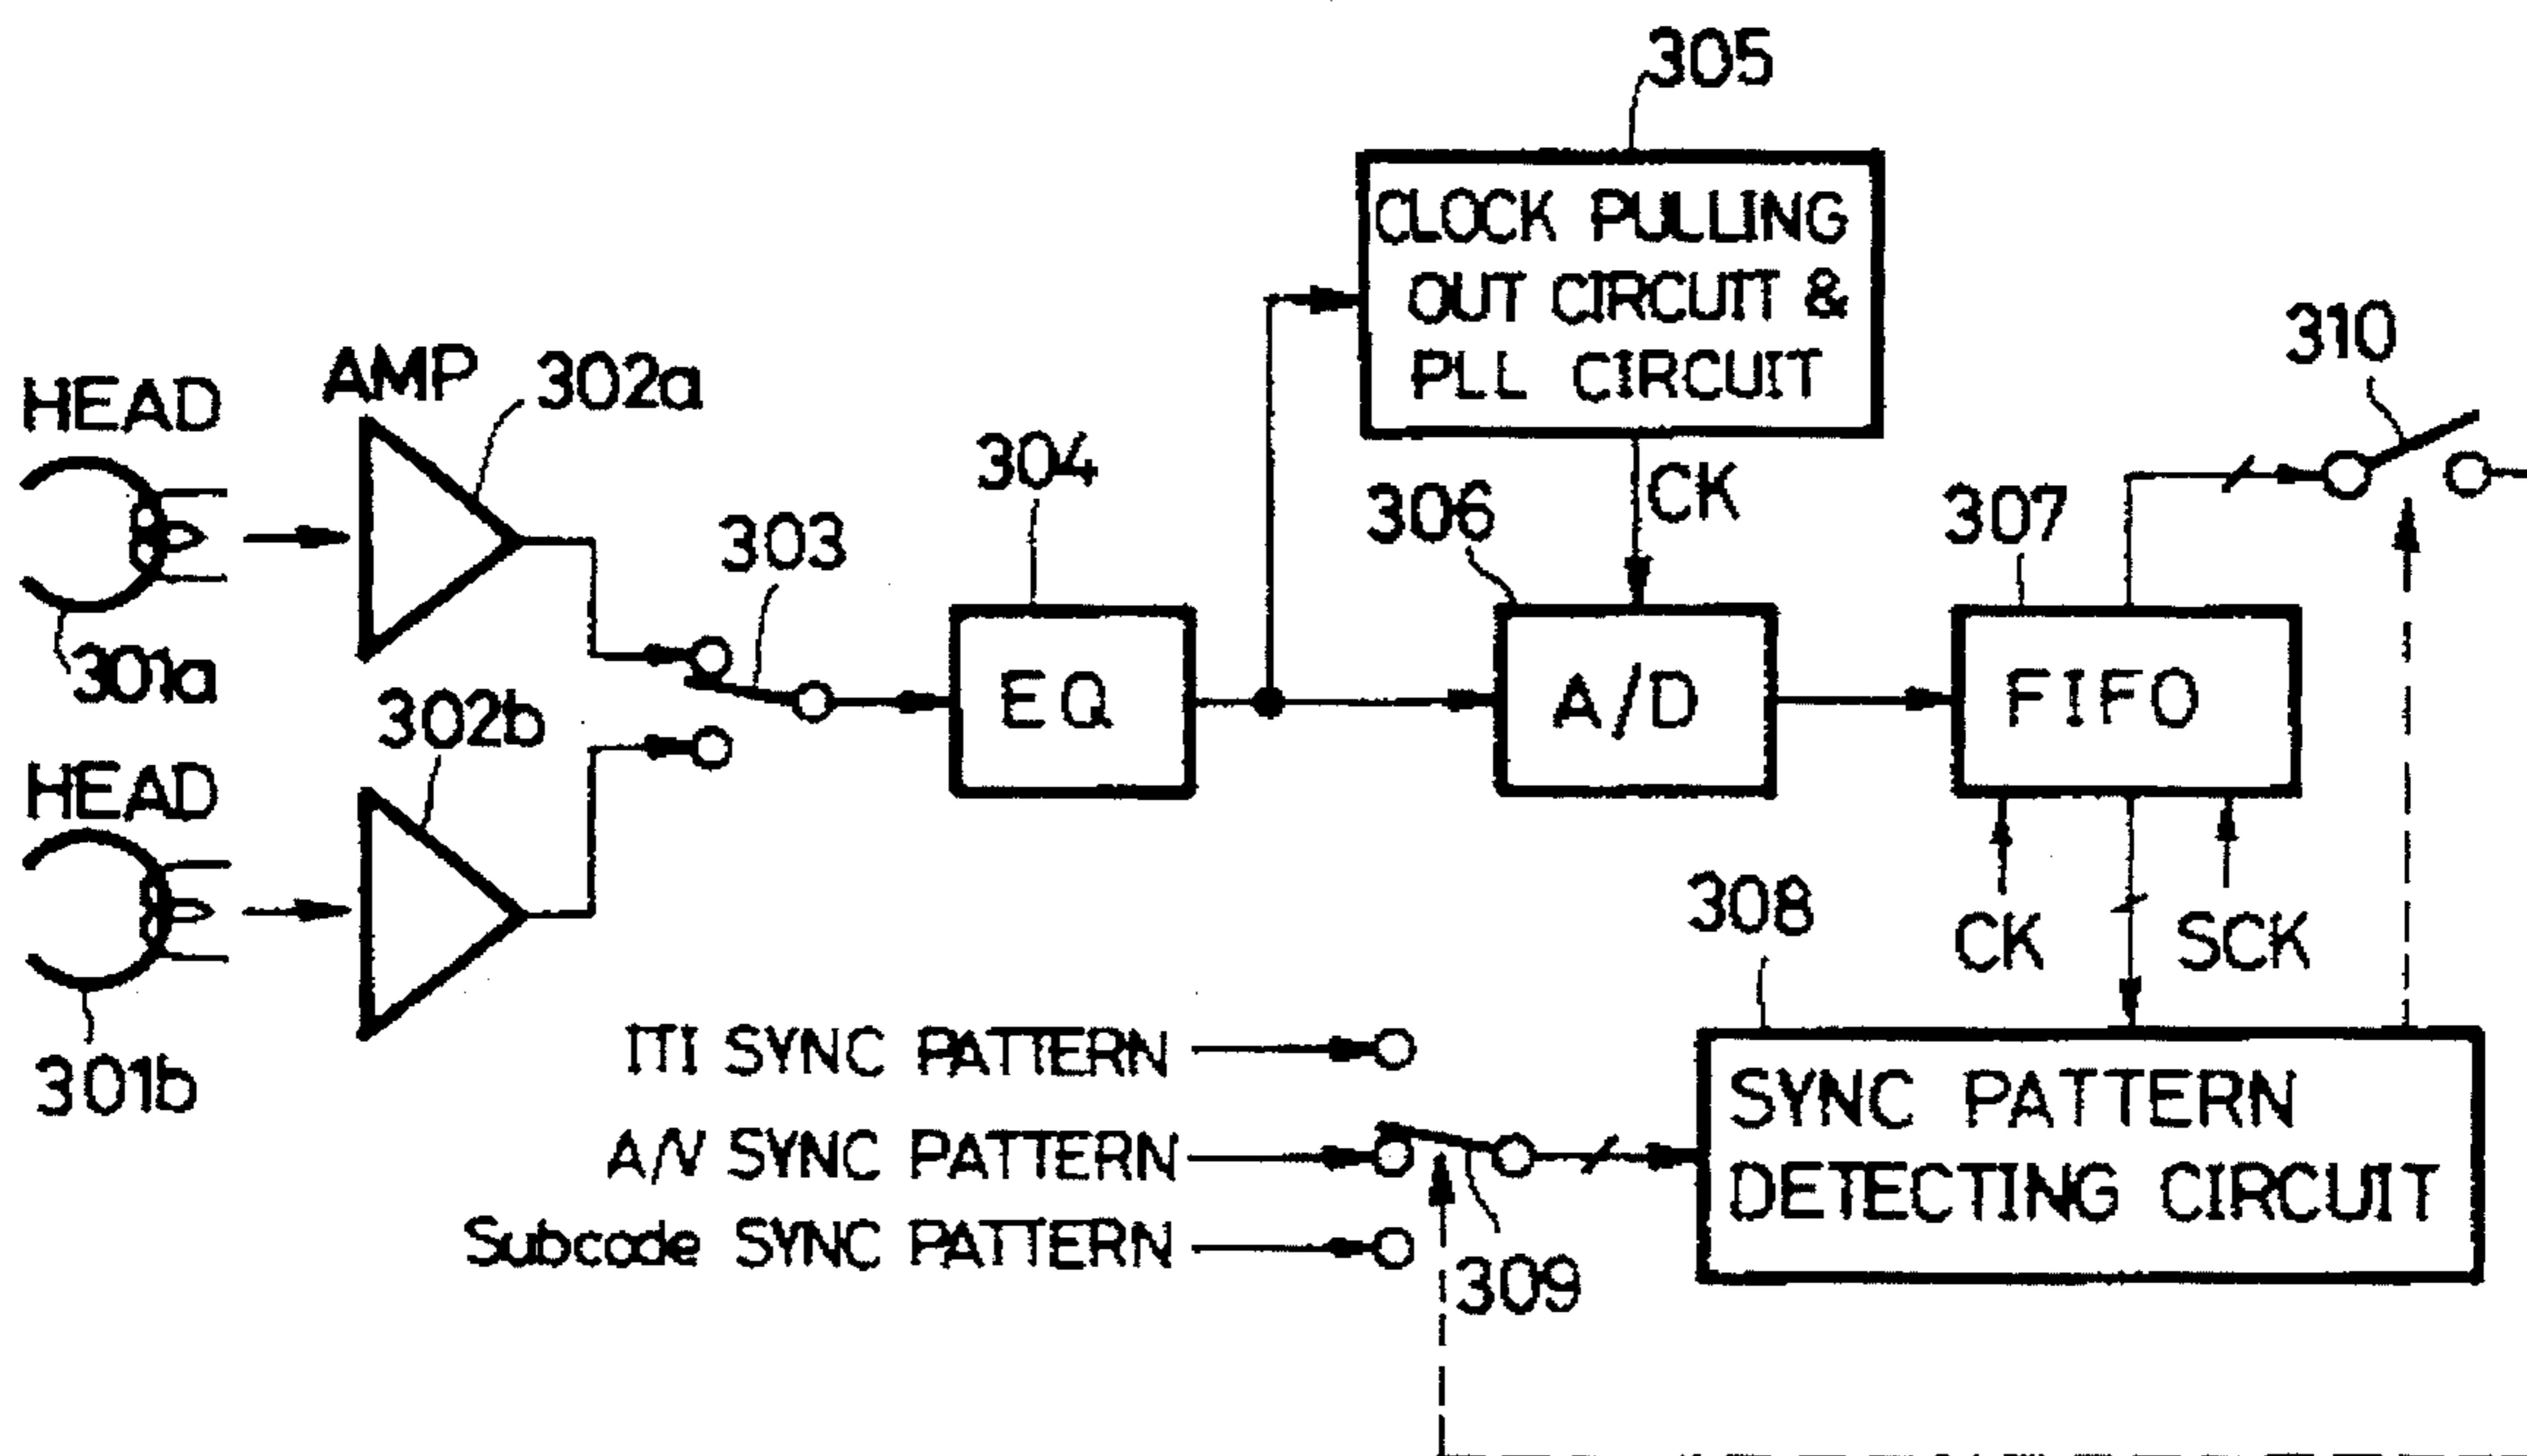 305
CLOCK PULLING
OUT CIRCUIT &
PLL CIRCUIT
310
HEAD
AMP
302a
304
CK
306
307
303
301a
EQ
A/D
FIFO
302b
HEAD
308
CK
SCK
301b
ITI SYNC PATTERN
SYNC PATTERN
A/V SYNC PATTERN
DETECTING CIRCUIT
Subcode SYNC PATTERN
309